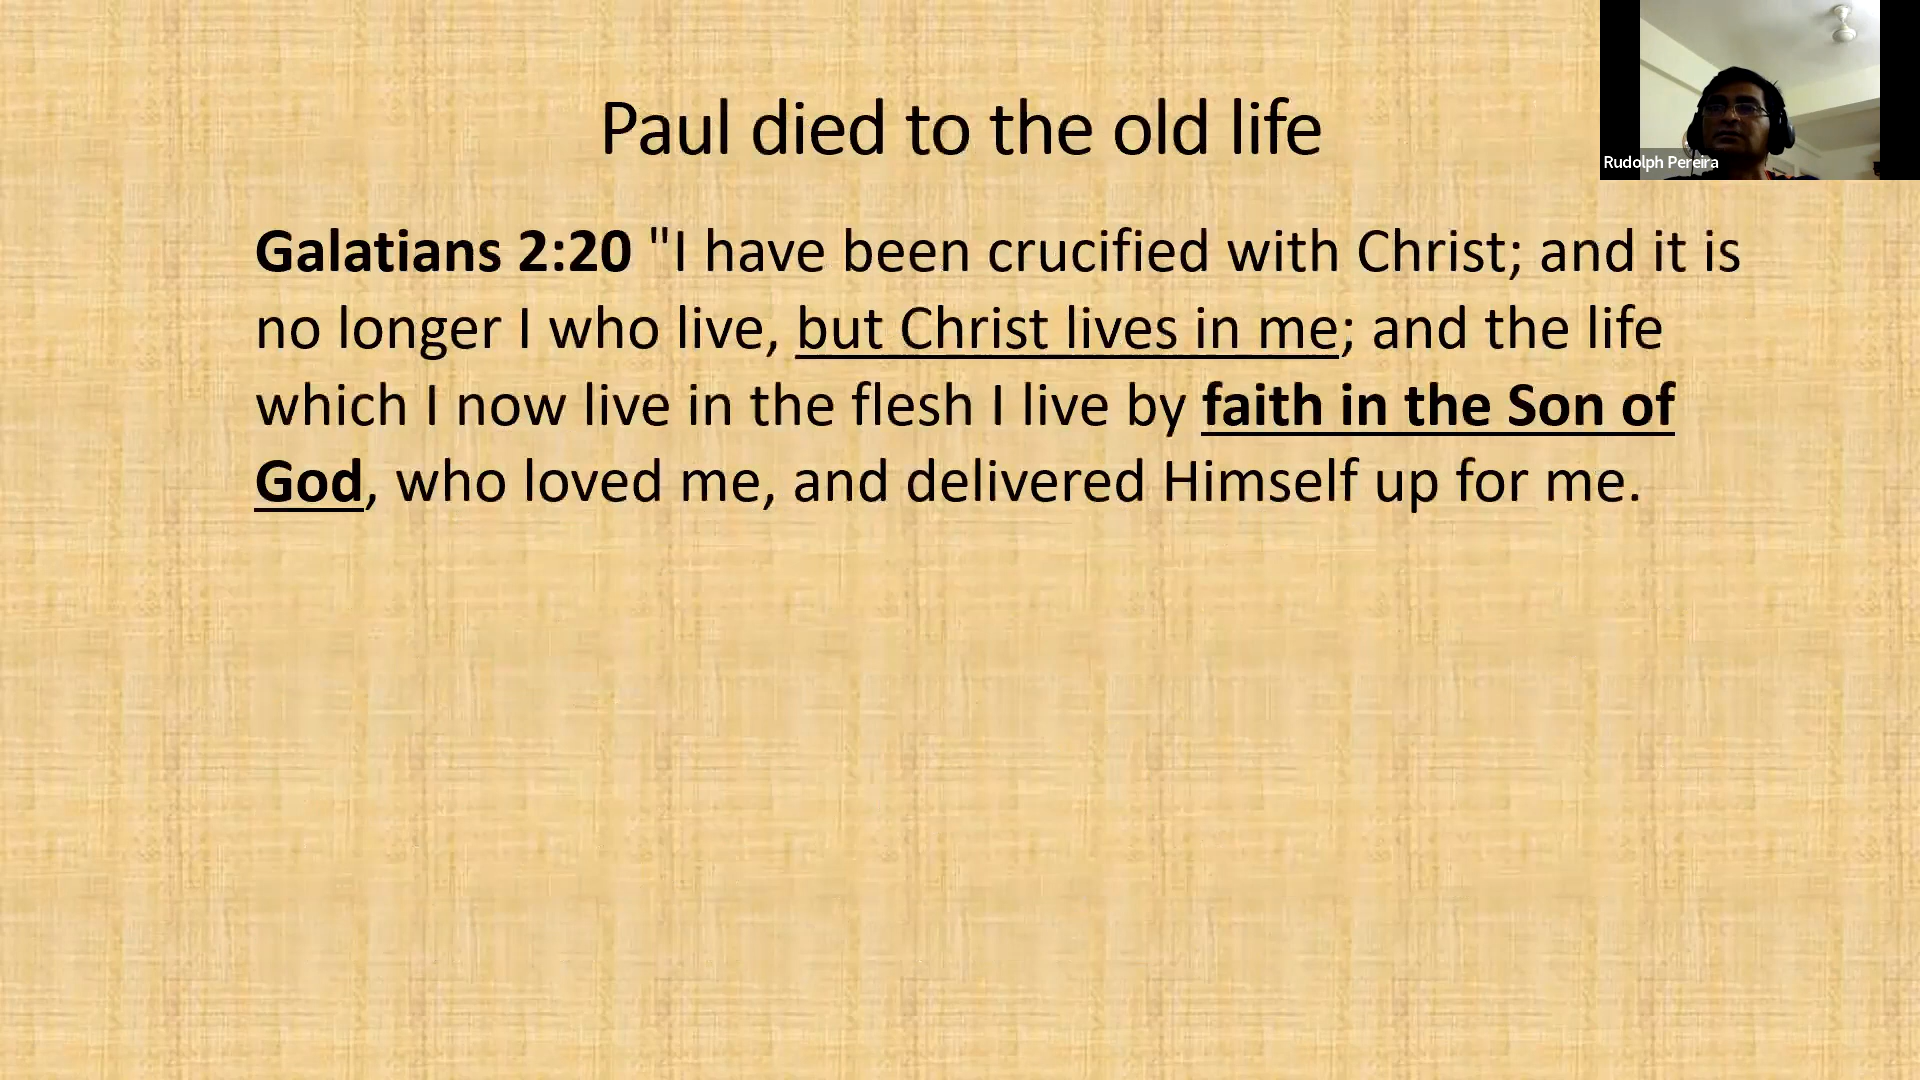 Paul died to the old life
Rudolph Pereira
Galatians 2:20 "I have been crucified with Christ; and it is
no longer I who live, but Christ lives in me; and the life
which I now live in the flesh I live by faith in the Son of
God, who loved me, and delivered Himself up for me.